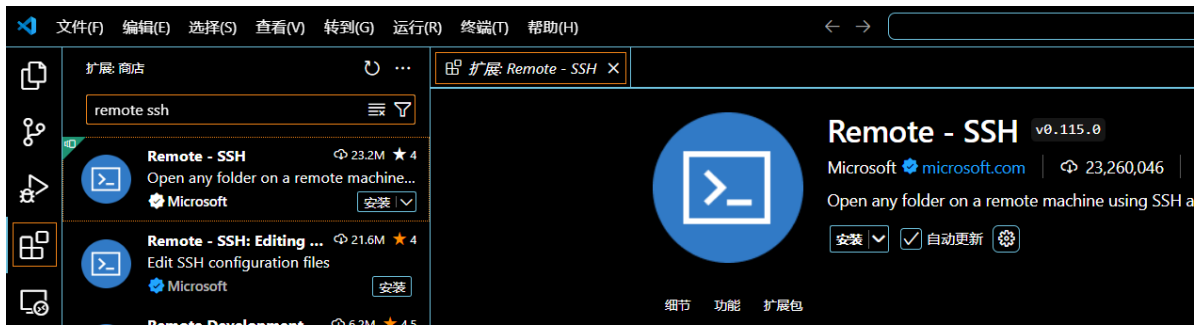 文件(F) 编辑(E) 选择(S) 查看(V) 转到(G) 运行(R) 终端(T) 帮助(H)
扩展: 商店
remote ssh
Remote - SSH 23.2M ★ 4
Open any folder on a remote machine...
Microsoft 安装
Remote - SSH: Editing ... 21.6M ★ 4
Edit SSH configuration files
Microsoft 安装
Remote Development 6.2M ★ 4.5
扩展: Remote - SSH
Remote - SSH v0.115.0
Microsoft microsoft.com 23,260,046
Open any folder on a remote machine using SSH a
安装 自动更新
细节 功能 扩展包